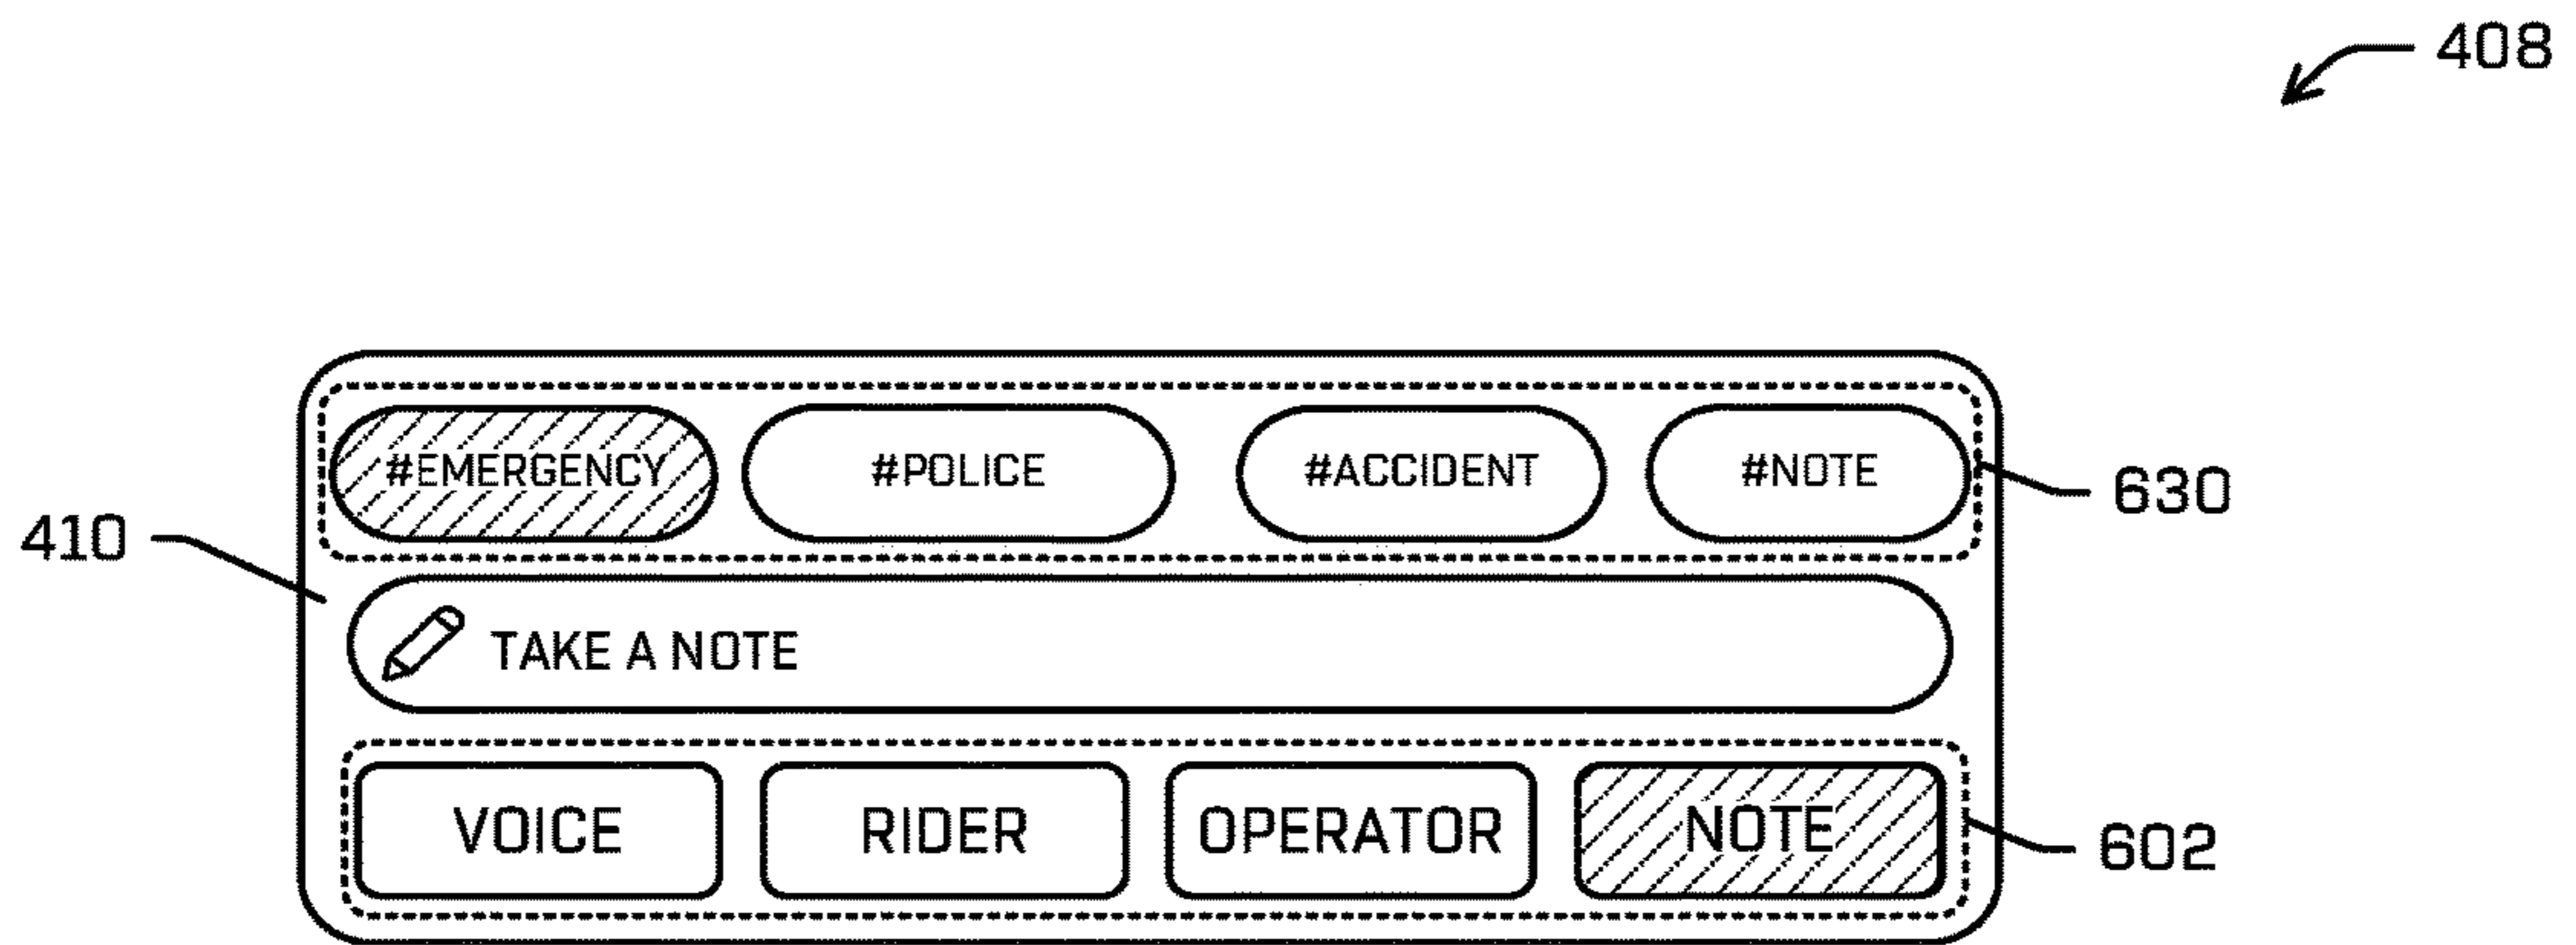 408
#EMERGENCY #POLICE #ACCIDENT #NOTE
630
410
TAKE A NOTE
VOICE RIDER OPERATOR NOTE
602